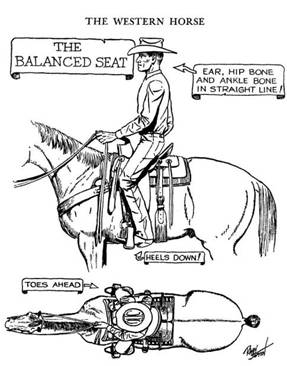 THE WESTERN HORSE
THE
BALANCED SEAT
EAR, HIP BONE
AND ANKLE BONE
IN STRAIGHT LINE!
HEELS DOWN!
TOES AHEAD